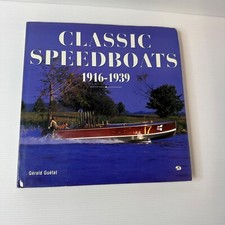 CLASSIC
SPEEDBOATS
1916-1939
Gérald Guétat